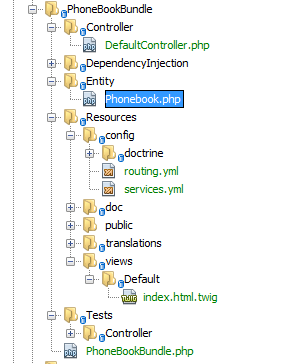 PhoneBookBundle
Controller
DefaultController.php
DependencyInjection
Entity
Phonebook.php
Resources
config
doctrine
routing.yml
services.yml
doc
public
translations
views
Default
index.html.twig
Tests
Controller
PhoneBookBundle.php